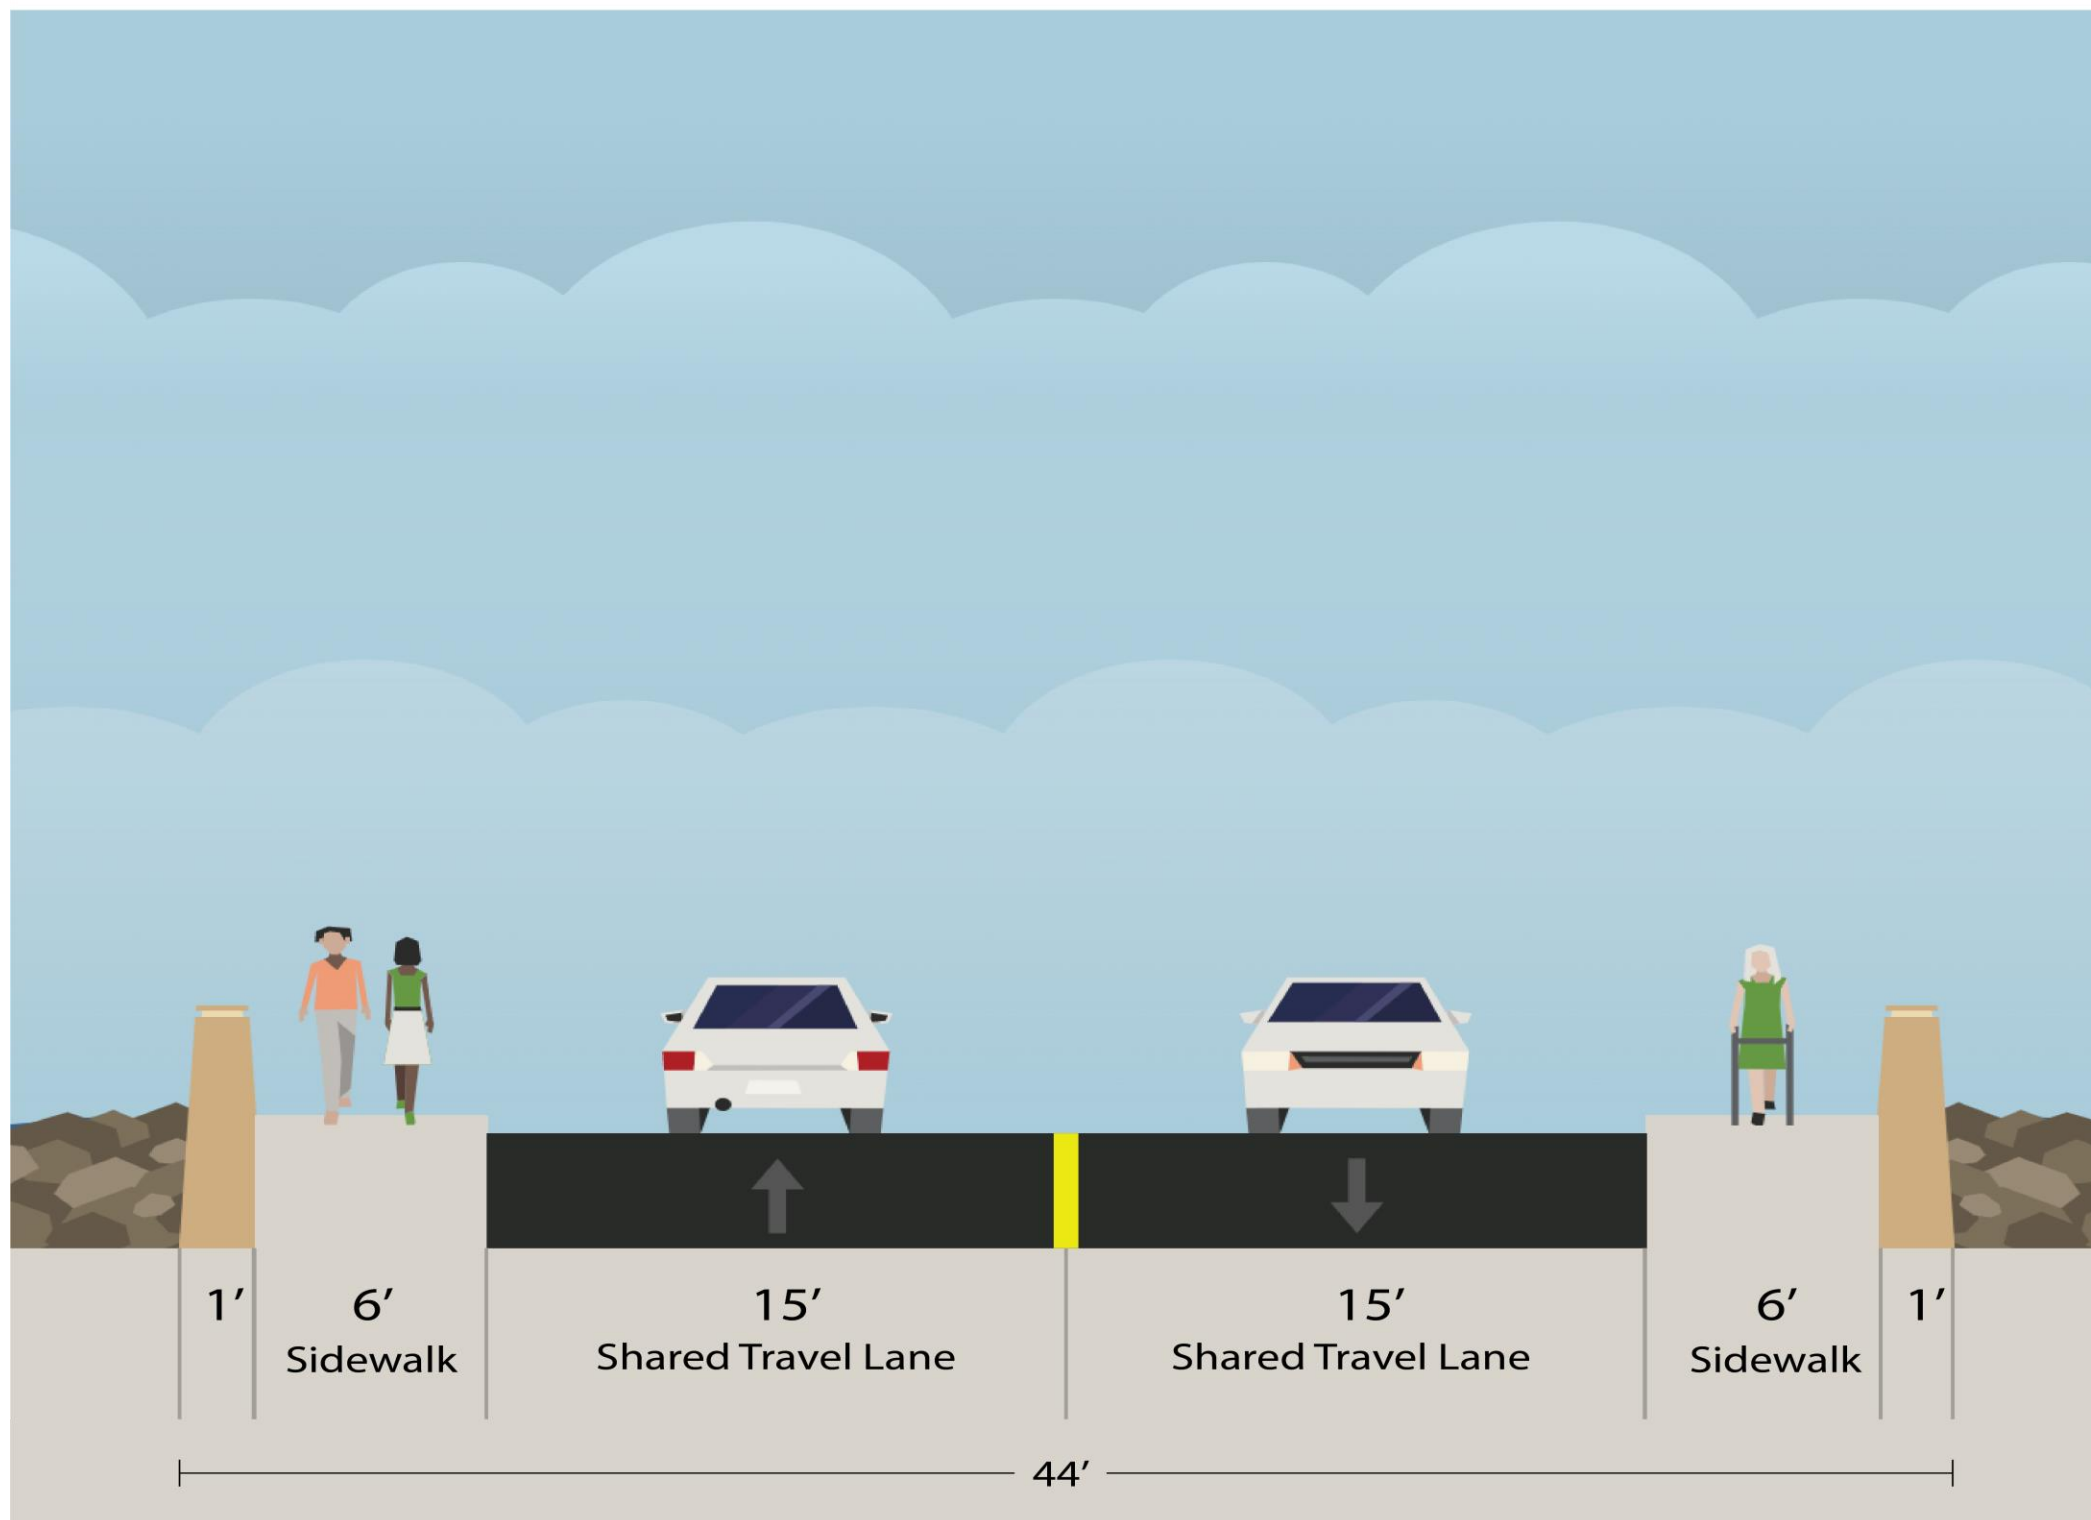 1′
6′
Sidewalk
15′
Shared Travel Lane
15′
Shared Travel Lane
6′
Sidewalk
1′
44′